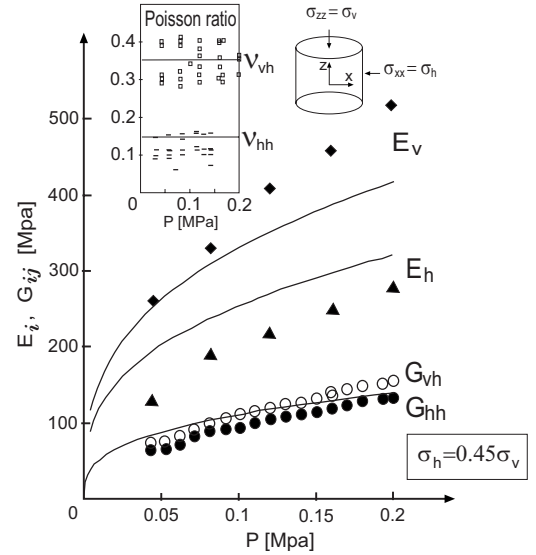 Poisson ratio
0.4
0.3
0.2
0.1
ν_vh
ν_hh
0
0.1
0.2
P [MPa]
σ_zz=σ_v
z
x
σ_xx=σ_h
E_i, G_ij [Mpa]
500
400
300
200
100
E_v
E_h
G_vh
G_hh
σ_h=0.45σ_v
0
0.05
0.1
0.15
0.2
P [Mpa]